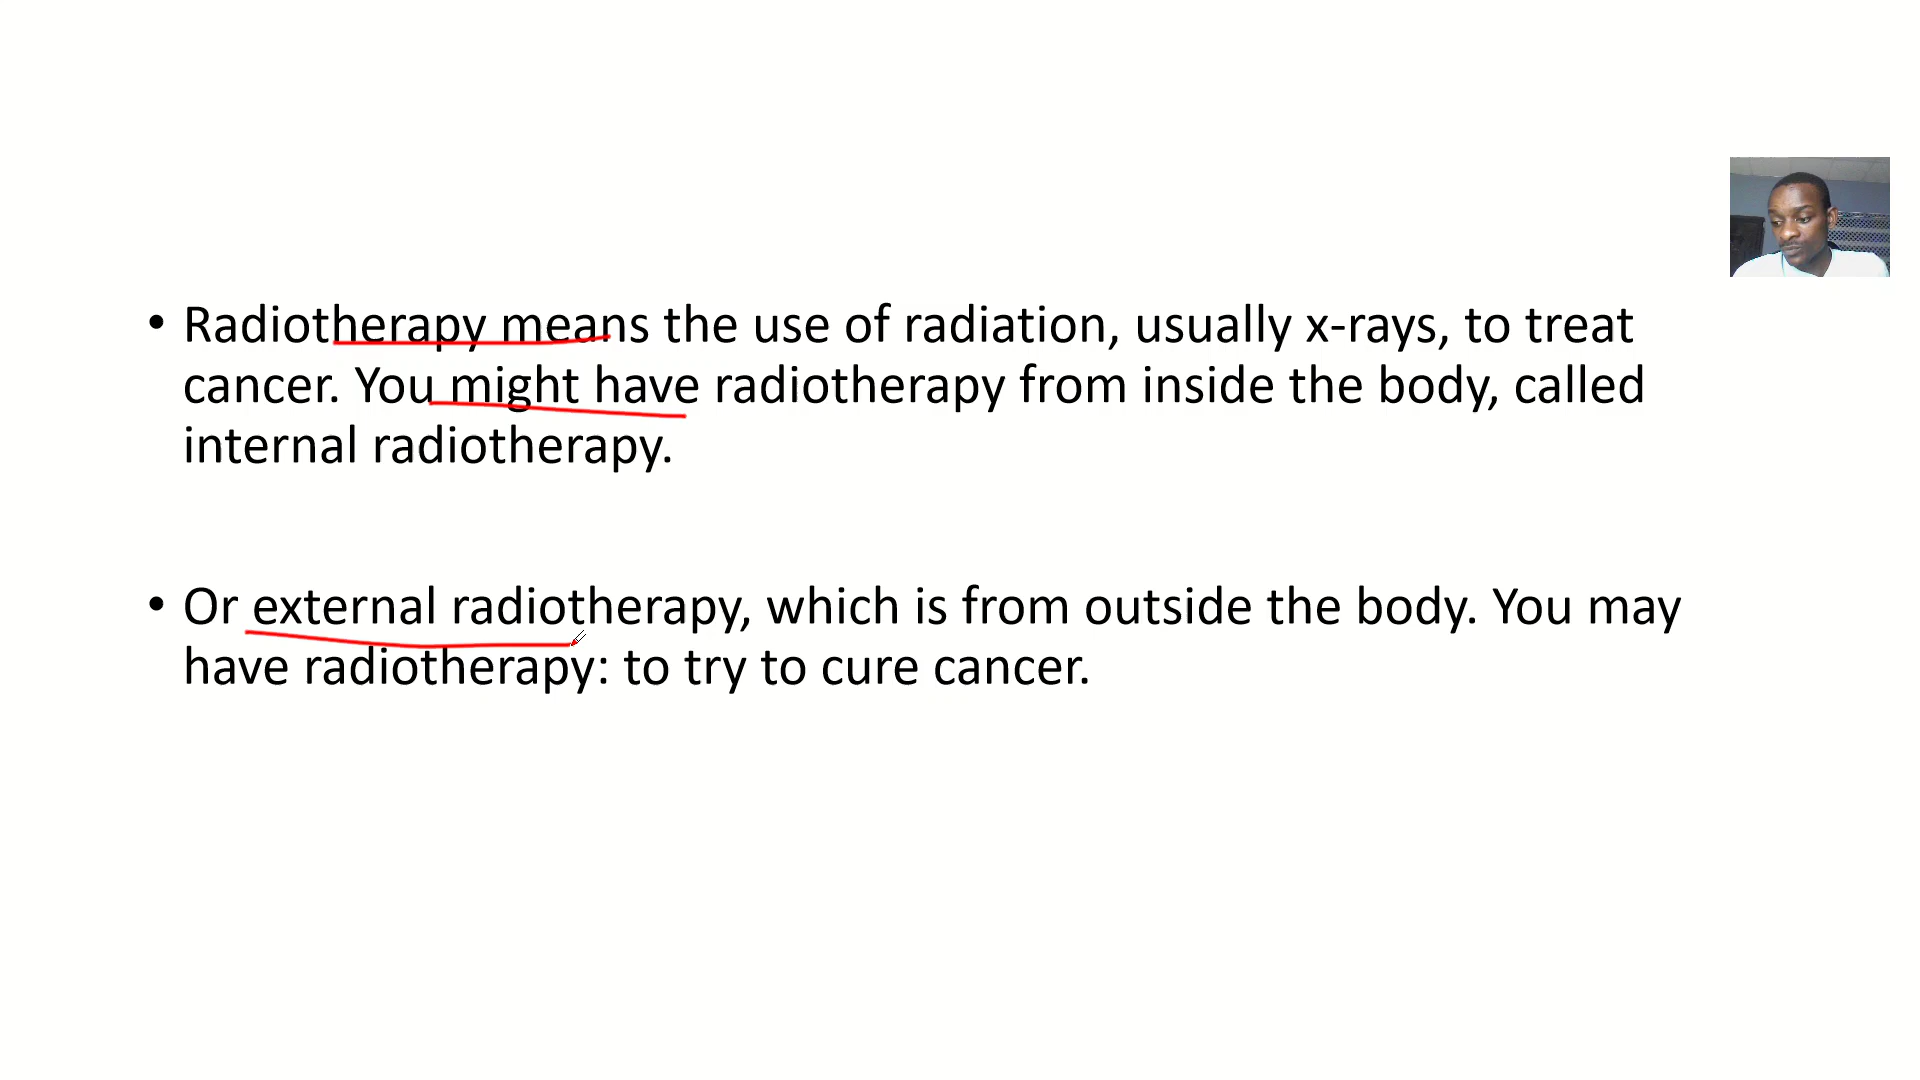 • Radiotherapy means the use of radiation, usually x-rays, to treat
cancer. You might have radiotherapy from inside the body, called
internal radiotherapy.
• Or external radiotherapy, which is from outside the body. You may
have radiotherapy: to try to cure cancer.